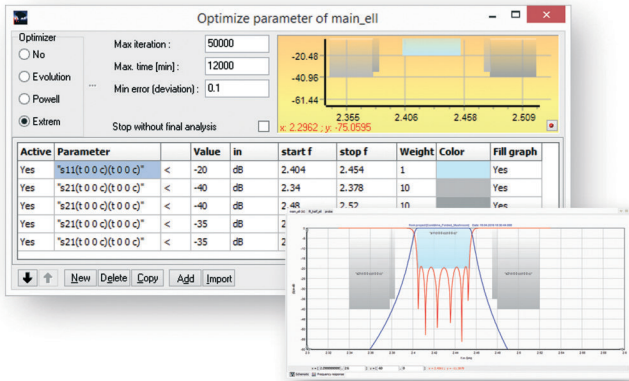 Optimize parameter of main_ell
Optimizer
No
Evolution
Powell
Extrem
...
Max iteration : 50000
Max. time [min] : 12000
Min error (deviation) : 0.1
Stop without final analysis
-20.48
-40.96
-61.44
2.355 2.406 2.458 2.509
x: 2.2962 ; y: -75.0595
Active Parameter Value in start f stop f Weight Color Fill graph
Yes "s11(t 0 0 c)(t 0 0 c)" < -20 dB 2.404 2.454 1 Yes
Yes "s21(t 0 0 c)(t 0 0 c)" < -40 dB 2.34 2.378 10 Yes
Yes "s21(t 0 0 c)(t 0 0 c)" < -40 dB 2.48 2.52 10 Yes
Yes "s21(t 0 0 c)(t 0 0 c)" < -35 dB 2
Yes "s21(t 0 0 c)(t 0 0 c)" < -35 dB 2
New Delete Copy Add Import